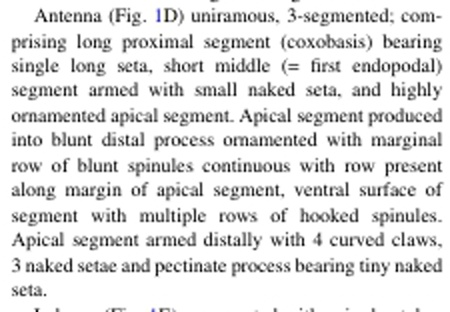 Antenna (Fig. 1D) uniramous, 3-segmented; com-
prising long proximal segment (coxobasis) bearing
single long seta, short middle (= first endopodal)
segment armed with small naked seta, and highly
ornamented apical segment. Apical segment produced
into blunt distal process ornamented with marginal
row of blunt spinules continuous with row present
along margin of apical segment, ventral surface of
segment with multiple rows of hooked spinules.
Apical segment armed distally with 4 curved claws,
3 naked setae and pectinate process bearing tiny naked
seta.